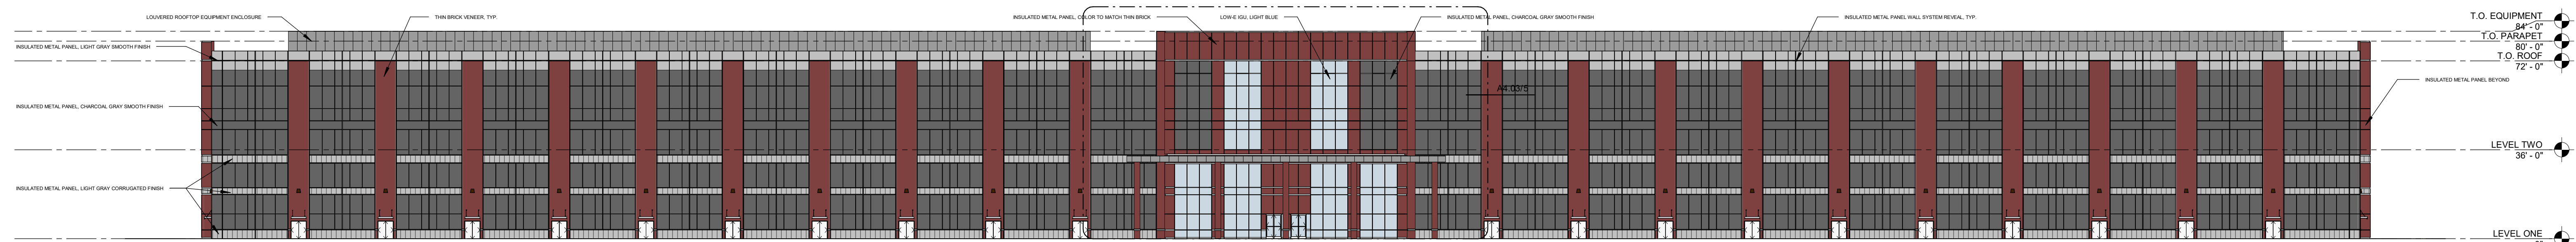 LOUVERED ROOFTOP EQUIPMENT ENCLOSURE
THIN BRICK VENEER, TYP.
INSULATED METAL PANEL, COLOR TO MATCH THIN BRICK
LOW-E IGU, LIGHT BLUE
INSULATED METAL PANEL, CHARCOAL GRAY SMOOTH FINISH
INSULATED METAL PANEL WALL SYSTEM REVEAL, TYP.
T.O. EQUIPMENT
84' - 0"
T.O. PARAPET
80' - 0"
T.O. ROOF
72' - 0"
INSULATED METAL PANEL, LIGHT GRAY SMOOTH FINISH
INSULATED METAL PANEL BEYOND
A4.03/5
INSULATED METAL PANEL, CHARCOAL GRAY SMOOTH FINISH
LEVEL TWO
36' - 0"
INSULATED METAL PANEL, LIGHT GRAY CORRUGATED FINISH
LEVEL ONE